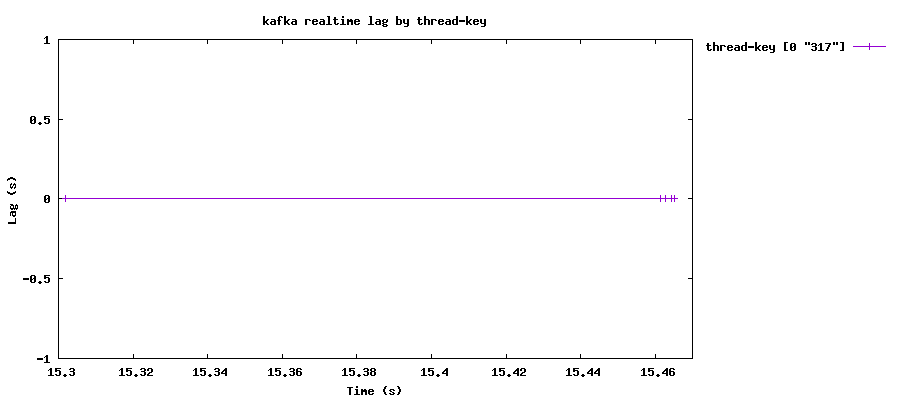 kafka realtime lag by thread-key
thread-key [0 "317"]
1
0.5
0
-0.5
-1
Lag (s)
15.3 15.32 15.34 15.36 15.38 15.4 15.42 15.44 15.46
Time (s)